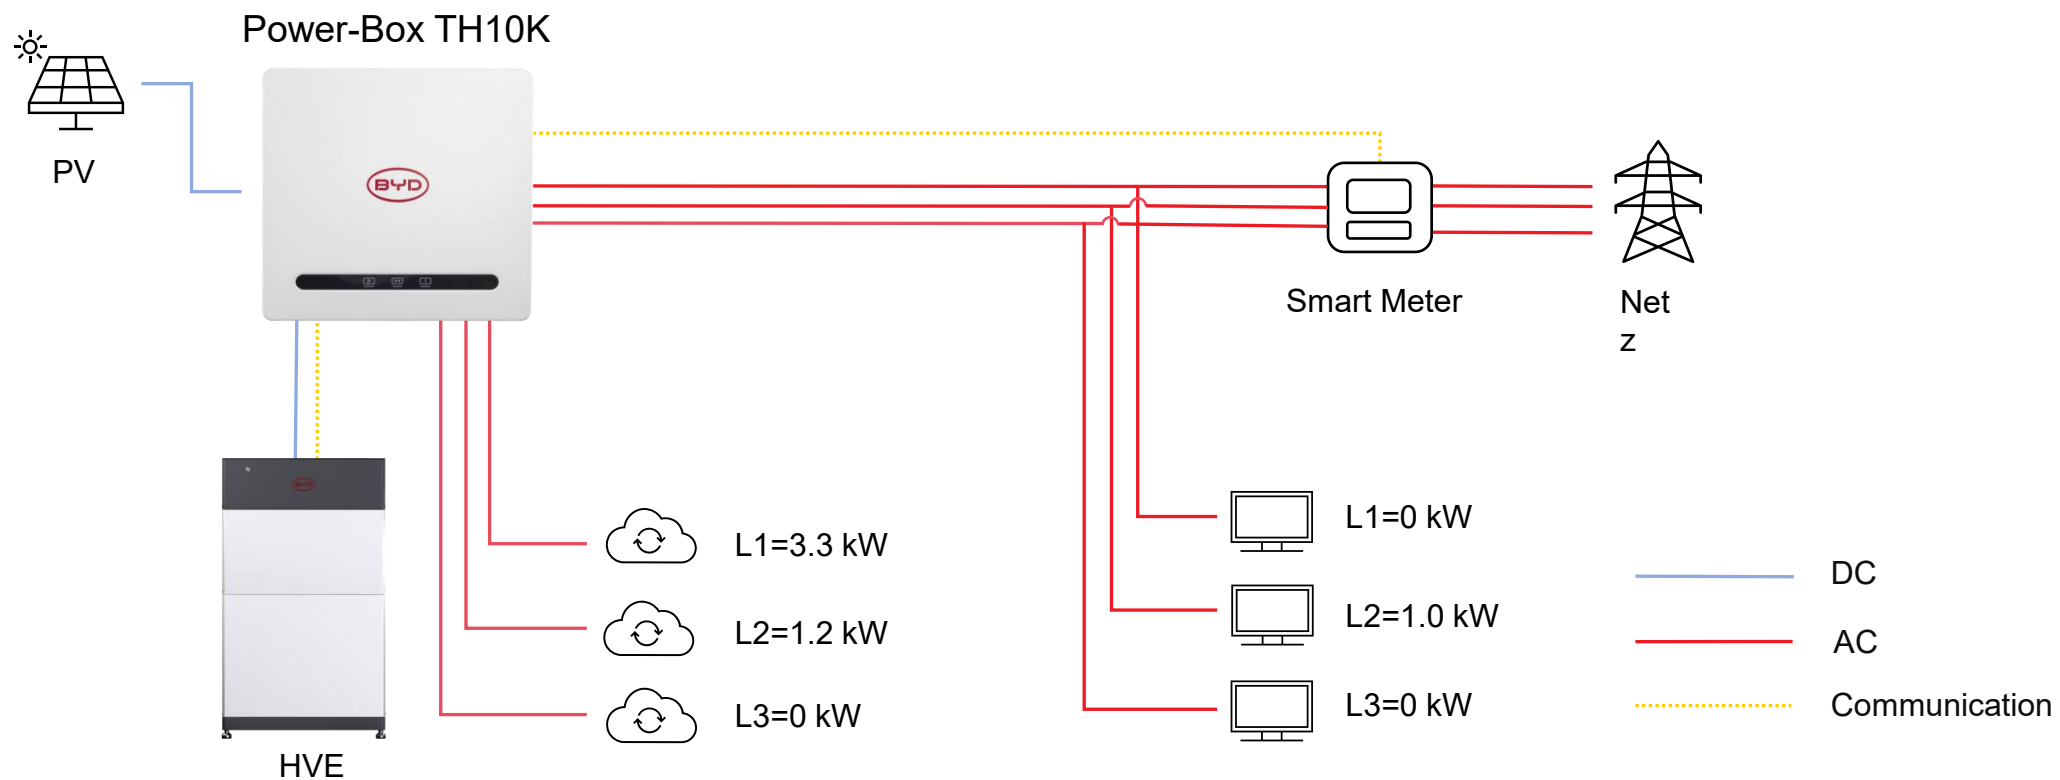 Power-Box TH10K
PV
BYD
Smart Meter
Net
z
BYD
L1=3.3 kW
L2=1.2 kW
L3=0 kW
HVE
L1=0 kW
L2=1.0 kW
L3=0 kW
DC
AC
Communication